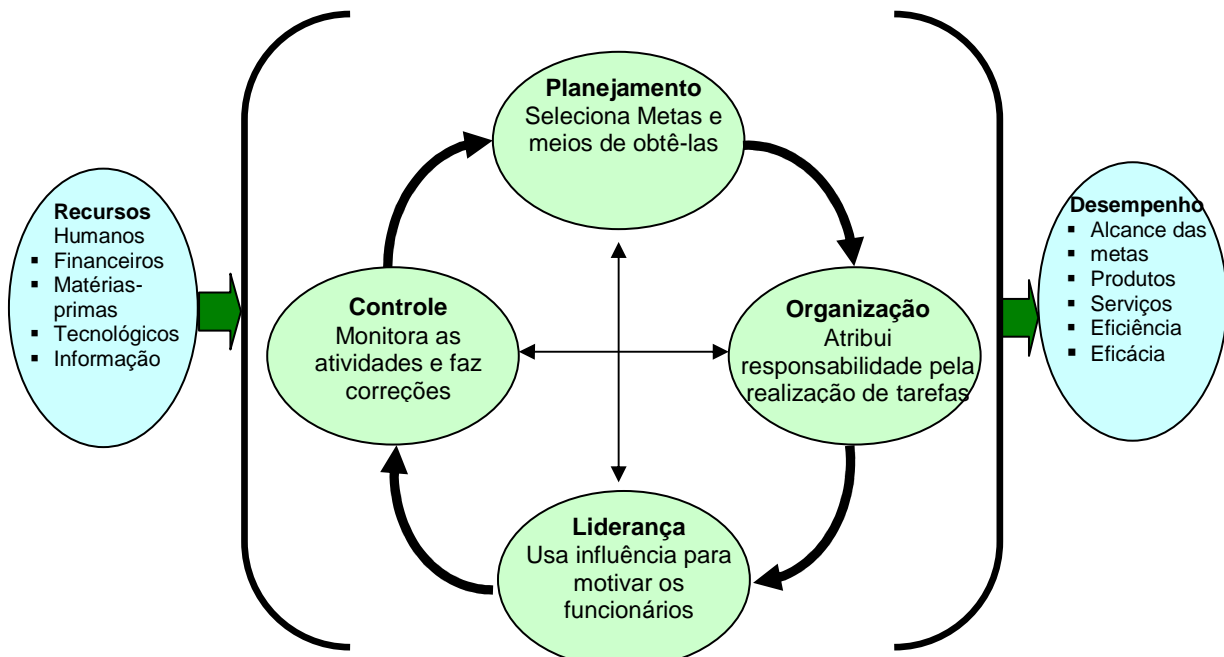 Planejamento
Seleciona Metas e
meios de obtê-las
Recursos
Humanos
▪ Financeiros
▪ Matérias-
primas
▪ Tecnológicos
▪ Informação
Controle
Monitora as
atividades e faz
correções
Organização
Atribui
responsabilidade pela
realização de tarefas
Liderança
Usa influência para
motivar os
funcionários
Desempenho
▪ Alcance das
▪ metas
▪ Produtos
▪ Serviços
▪ Eficiência
▪ Eficácia